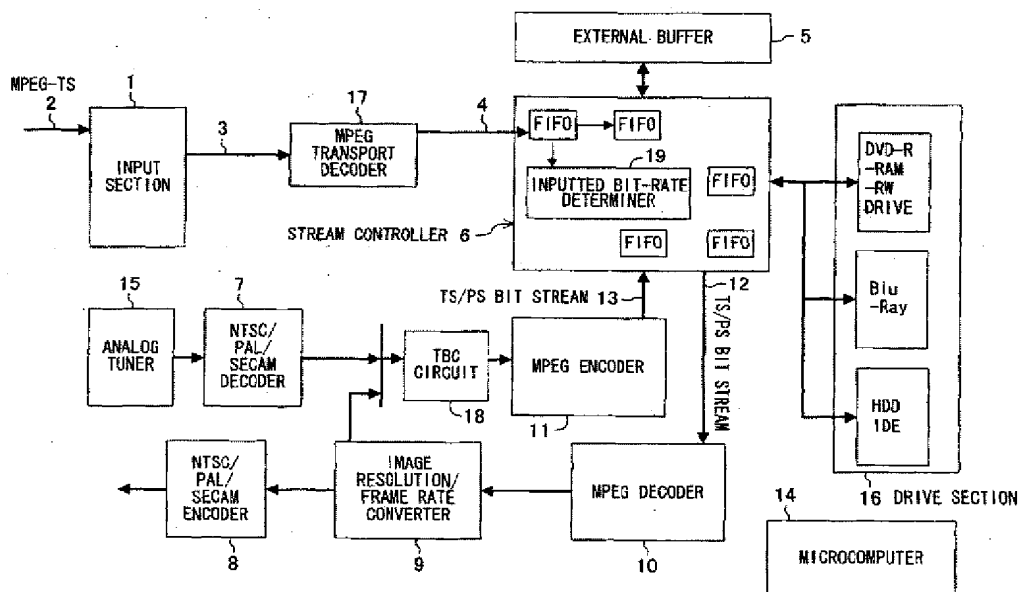 EXTERNAL BUFFER
5
MPEG-TS
2
1
INPUT
SECTION
3
17
MPEG
TRANSPORT
DECODER
4
FIFO
FIFO
19
INPUTTED BIT-RATE
DETERMINER
FIFO
FIFO
FIFO
STREAM CONTROLLER 6
DVD-R
-RAM
-RW
DRIVE
Blu
-Ray
HDD
IDE
16 DRIVE SECTION
15
ANALOG
TUNER
7
NTSC/
PAL/
SECAM
DECODER
TBC
CIRCUIT
18
TS/PS BIT STREAM 13
MPEG ENCODER
11
12
TS/PS BIT STREAM
NTSC/
PAL/
SECAM
ENCODER
8
IMAGE
RESOLUTION/
FRAME RATE
CONVERTER
9
MPEG DECODER
10
14
MICROCOMPUTER